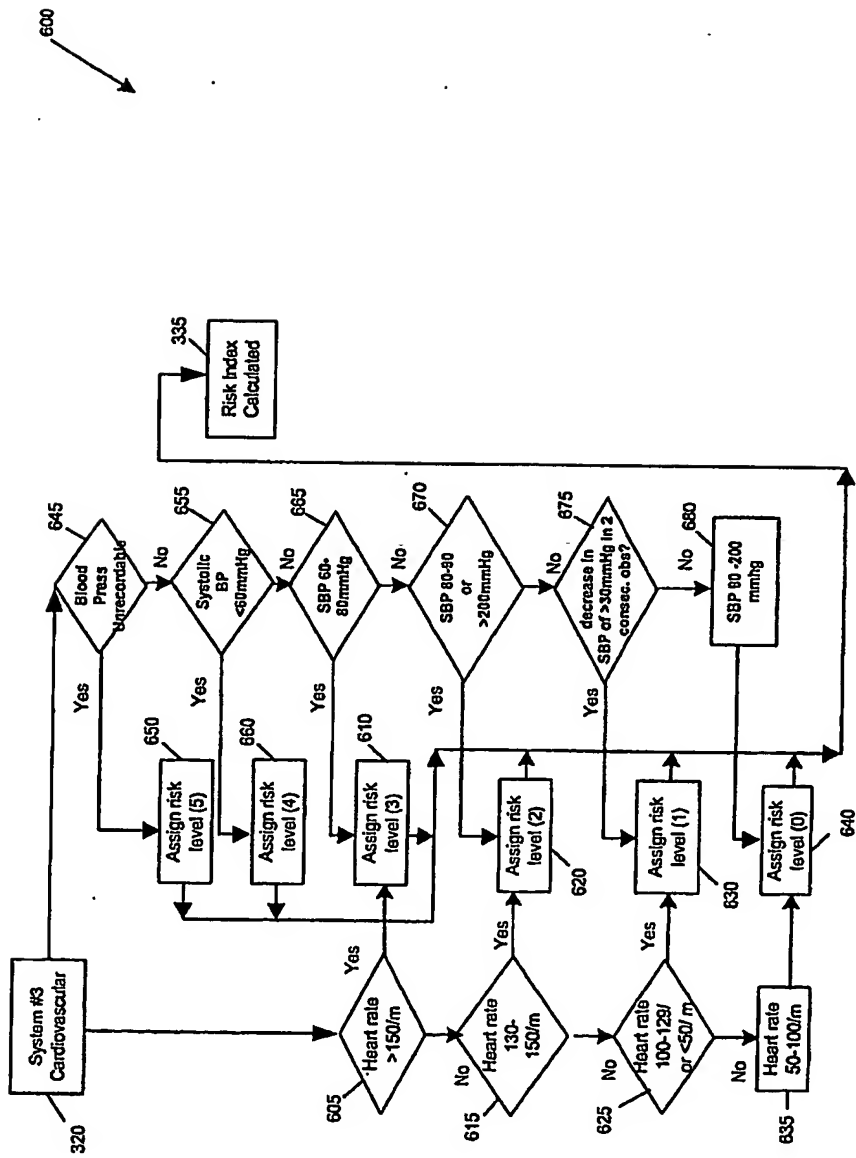 600
System #3
Cardiovascular
320
645
Blood
Press
Unrecordable
Yes
No
655
Systolic
BP
<60mmHg
Yes
No
665
SBP 60-
80mmHg
Yes
No
670
SBP 80-90
or
>200mmHg
Yes
No
675
decrease in
SBP of >30mmHg in 2
consec. obs?
Yes
No
680
SBP 80 -200
mmhg
650
Assign risk
level (5)
660
Assign risk
level (4)
610
Assign risk
level (3)
Assign risk
level (2)
620
Assign risk
level (1)
630
Assign risk
level (0)
640
Heart rate
>150/m
605
Yes
No
Heart rate
130-
150/m
615
Yes
No
Heart rate
100-129/
or <50/ m
625
Yes
No
Heart rate
50-100/m
635
335
Risk Index
Calculated